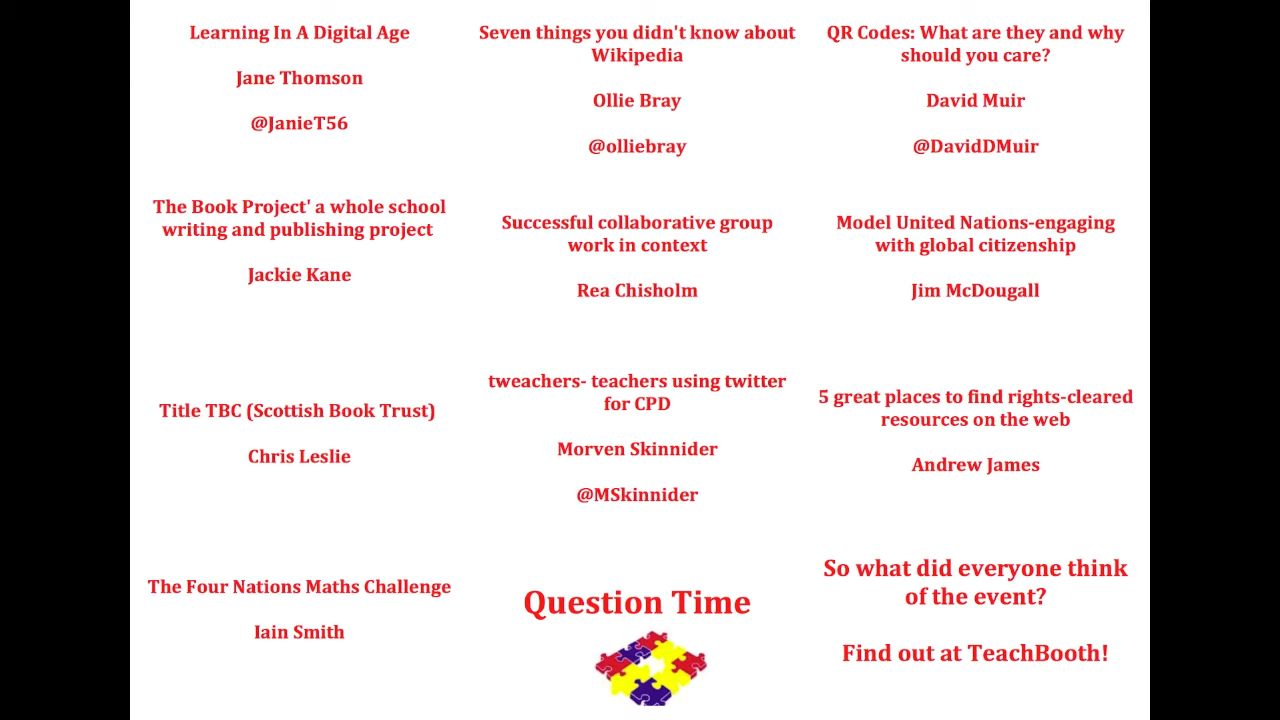 Learning In A Digital Age
Jane Thomson
@JanieT56
Seven things you didn't know about
Wikipedia
Ollie Bray
@olliebray
QR Codes: What are they and why
should you care?
David Muir
@DavidDMuir
The Book Project' a whole school
writing and publishing project
Jackie Kane
Successful collaborative group
work in context
Rea Chisholm
Model United Nations-engaging
with global citizenship
Jim McDougall
Title TBC (Scottish Book Trust)
Chris Leslie
tweachers- teachers using twitter
for CPD
Morven Skinnider
@MSkinnider
5 great places to find rights-cleared
resources on the web
Andrew James
The Four Nations Maths Challenge
Iain Smith
Question Time
So what did everyone think
of the event?
Find out at TeachBooth!